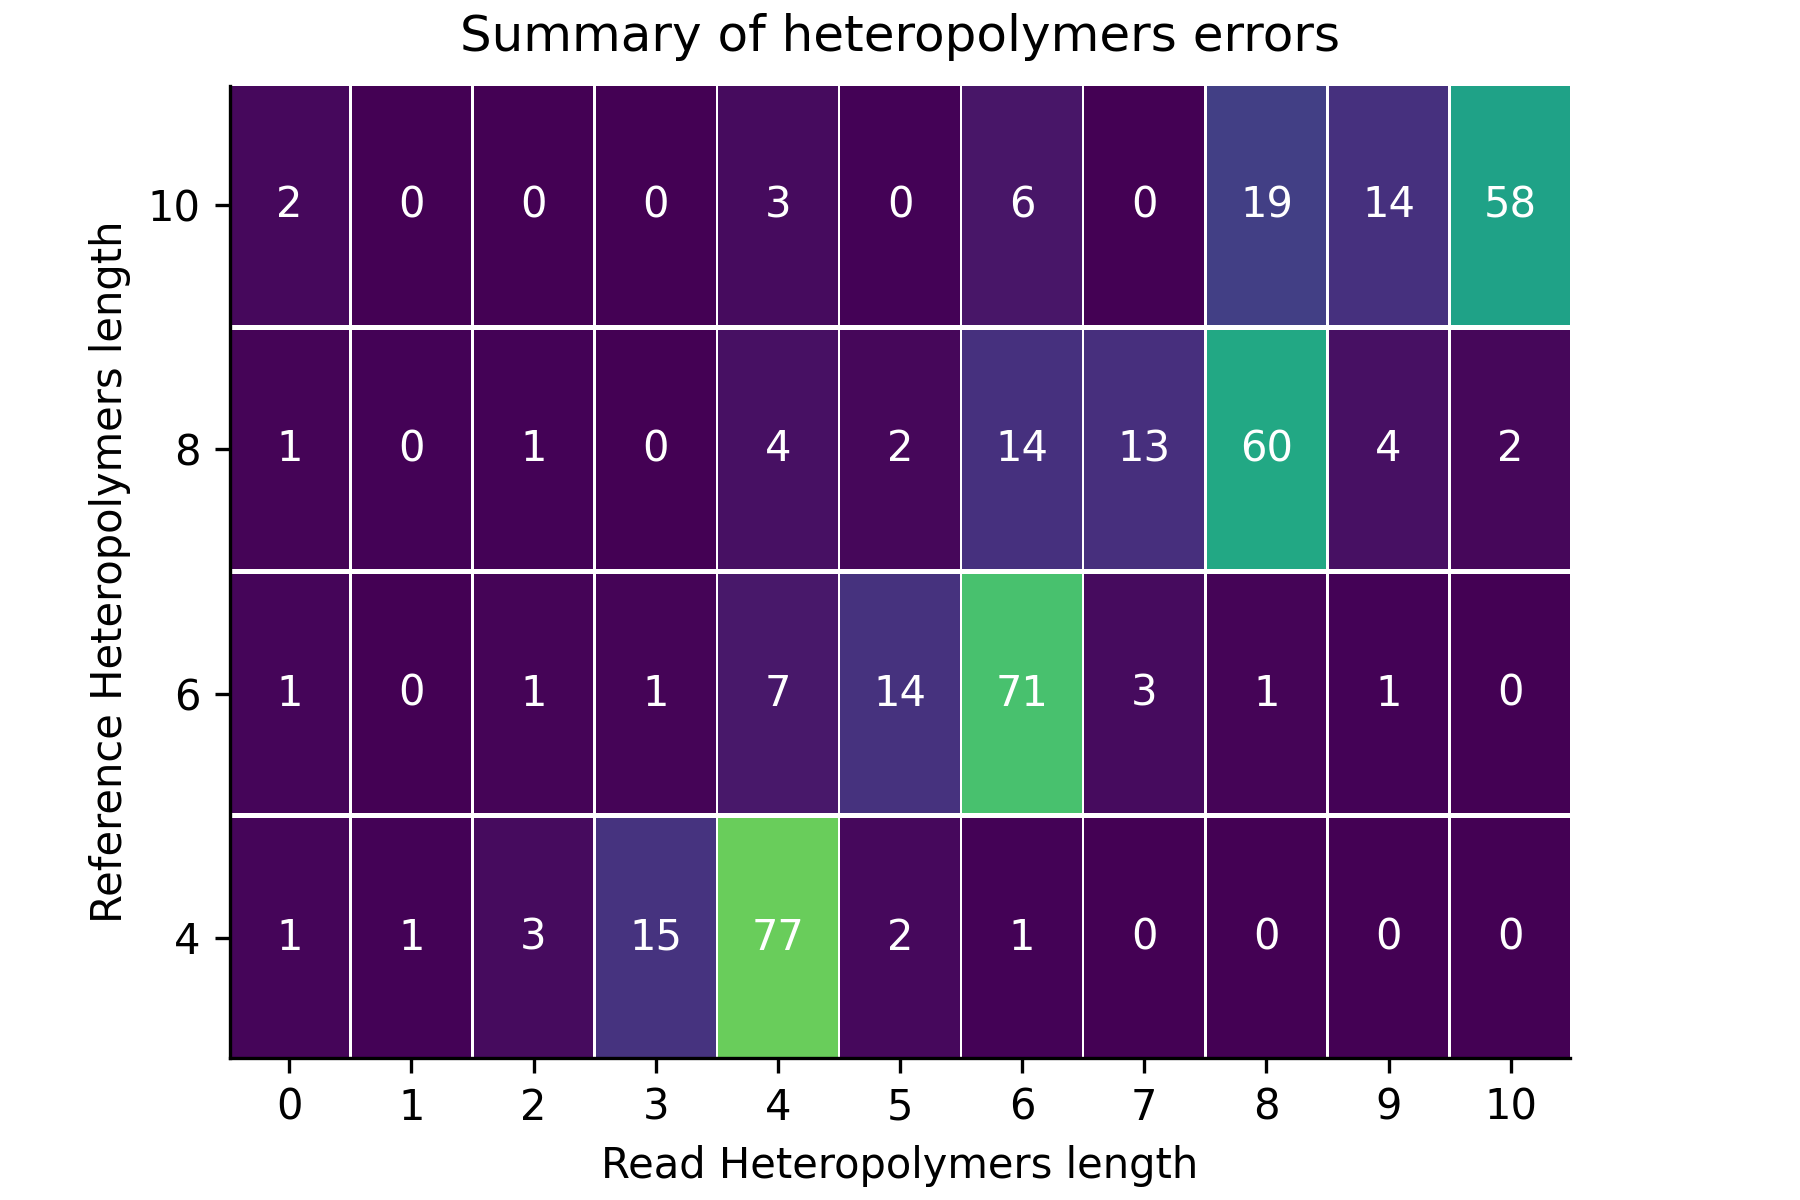 Summary of heteropolymers errors
Reference Heteropolymers length
10 2 0 0 0 3 0 6 0 19 14 58
8 1 0 1 0 4 2 14 13 60 4 2
6 1 0 1 1 7 14 71 3 1 1 0
4 1 1 3 15 77 2 1 0 0 0 0
0 1 2 3 4 5 6 7 8 9 10
Read Heteropolymers length